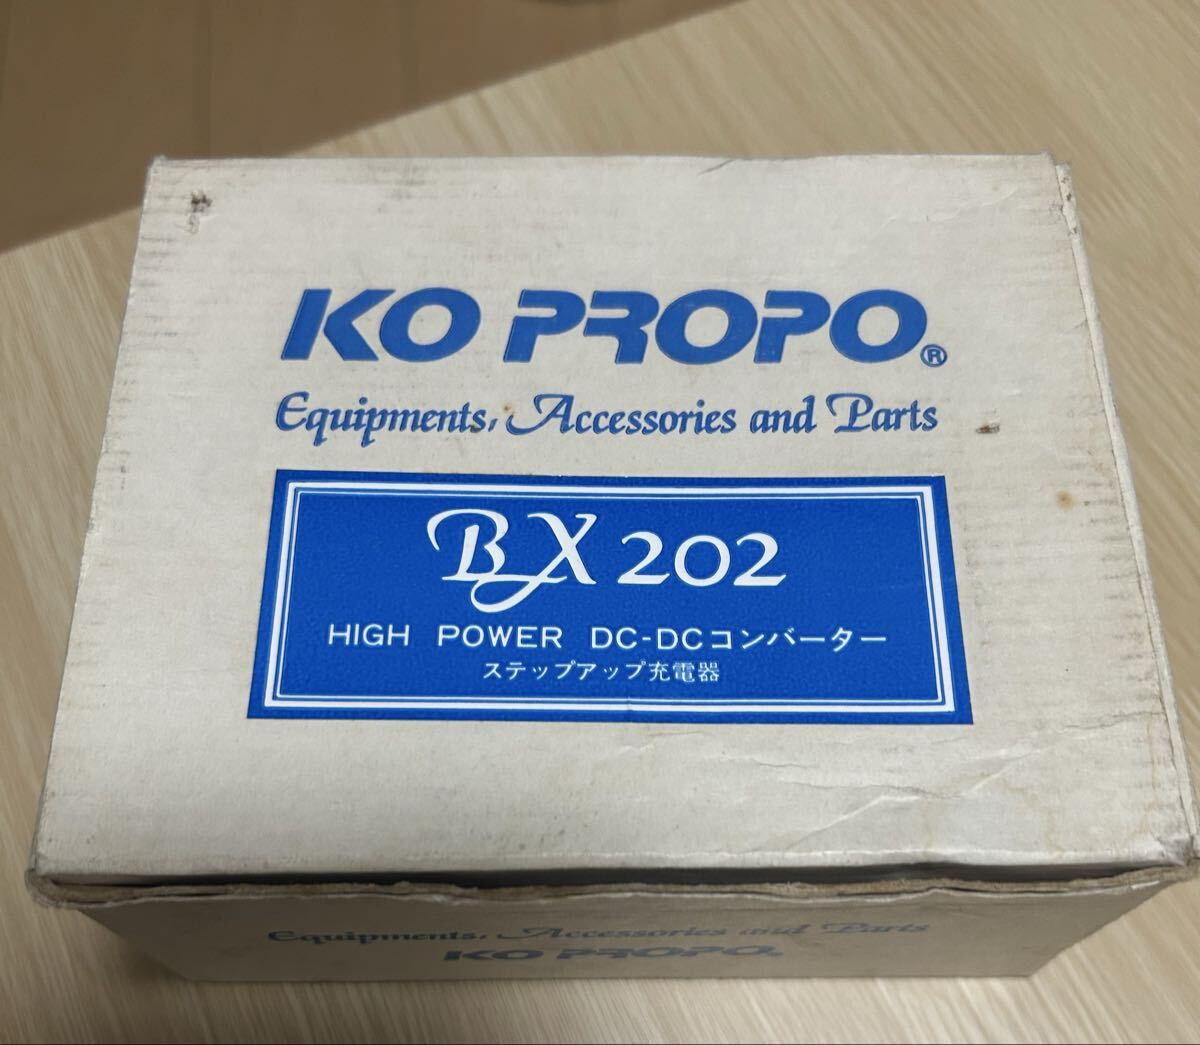 KO PROPO®
Equipments, Accessories and Parts
BX 202
HIGH POWER DC-DCコンバーター
ステップアップ充電器
Equipments, Accessories and Parts
KO PROPO®